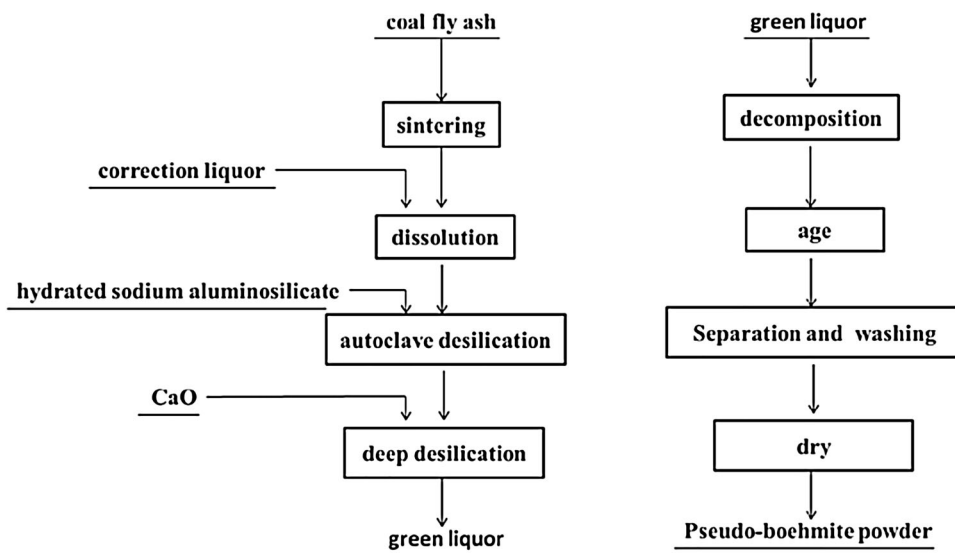 coal fly ash
sintering
correction liquor
dissolution
hydrated sodium aluminosilicate
autoclave desilication
CaO
deep desilication
green liquor
green liquor
decomposition
age
Separation and washing
dry
Pseudo-boehmite powder